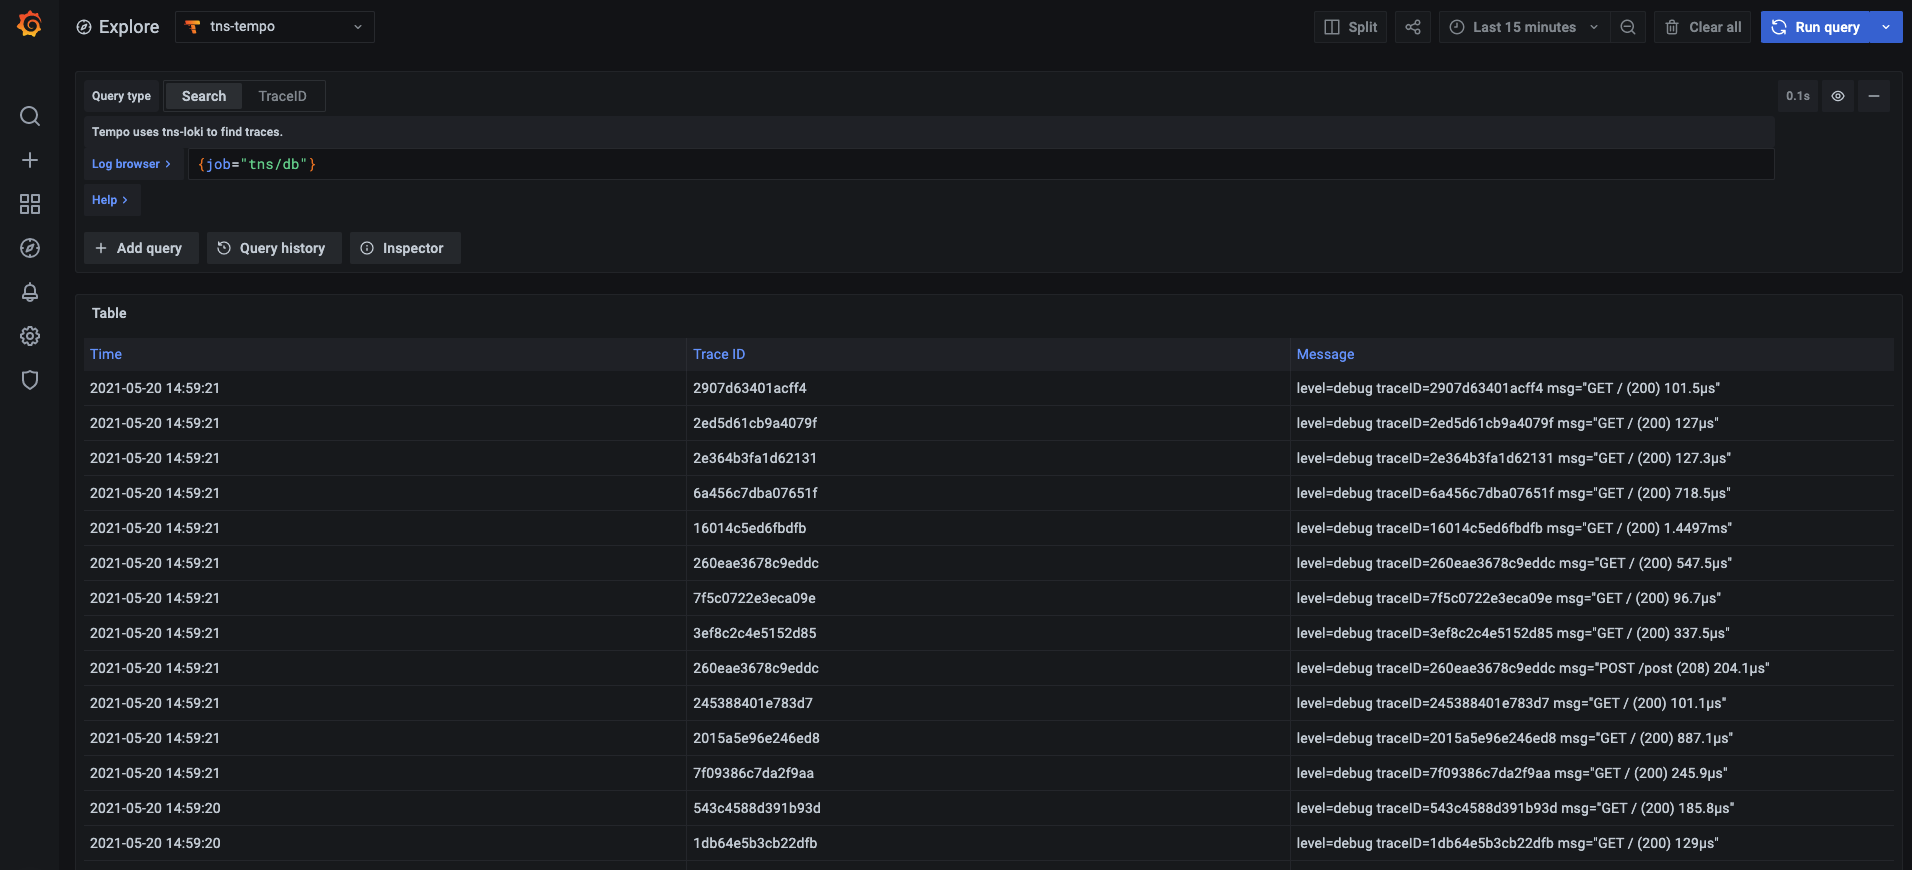 Explore tns-tempo Split Last 15 minutes Clear all Run query
Query type Search TraceID 0.1s
Tempo uses tns-loki to find traces.
Log browser > {job="tns/db"}
Help >
+ Add query Query history Inspector
Table
Time Trace ID Message
2021-05-20 14:59:21 2907d63401acff4 level=debug traceID=2907d63401acff4 msg="GET / (200) 101.5µs"
2021-05-20 14:59:21 2ed5d61cb9a4079f level=debug traceID=2ed5d61cb9a4079f msg="GET / (200) 127µs"
2021-05-20 14:59:21 2e364b3fa1d62131 level=debug traceID=2e364b3fa1d62131 msg="GET / (200) 127.3µs"
2021-05-20 14:59:21 6a456c7dba07651f level=debug traceID=6a456c7dba07651f msg="GET / (200) 718.5µs"
2021-05-20 14:59:21 16014c5ed6fbdfb level=debug traceID=16014c5ed6fbdfb msg="GET / (200) 1.4497ms"
2021-05-20 14:59:21 260eae3678c9eddc level=debug traceID=260eae3678c9eddc msg="GET / (200) 547.5µs"
2021-05-20 14:59:21 7f5c0722e3eca09e level=debug traceID=7f5c0722e3eca09e msg="GET / (200) 96.7µs"
2021-05-20 14:59:21 3ef8c2c4e5152d85 level=debug traceID=3ef8c2c4e5152d85 msg="GET / (200) 337.5µs"
2021-05-20 14:59:21 260eae3678c9eddc level=debug traceID=260eae3678c9eddc msg="POST /post (208) 204.1µs"
2021-05-20 14:59:21 245388401e783d7 level=debug traceID=245388401e783d7 msg="GET / (200) 101.1µs"
2021-05-20 14:59:21 2015a5e96e246ed8 level=debug traceID=2015a5e96e246ed8 msg="GET / (200) 887.1µs"
2021-05-20 14:59:21 7f09386c7da2f9aa level=debug traceID=7f09386c7da2f9aa msg="GET / (200) 245.9µs"
2021-05-20 14:59:20 543c4588d391b93d level=debug traceID=543c4588d391b93d msg="GET / (200) 185.8µs"
2021-05-20 14:59:20 1db64e5b3cb22dfb level=debug traceID=1db64e5b3cb22dfb msg="GET / (200) 129µs"